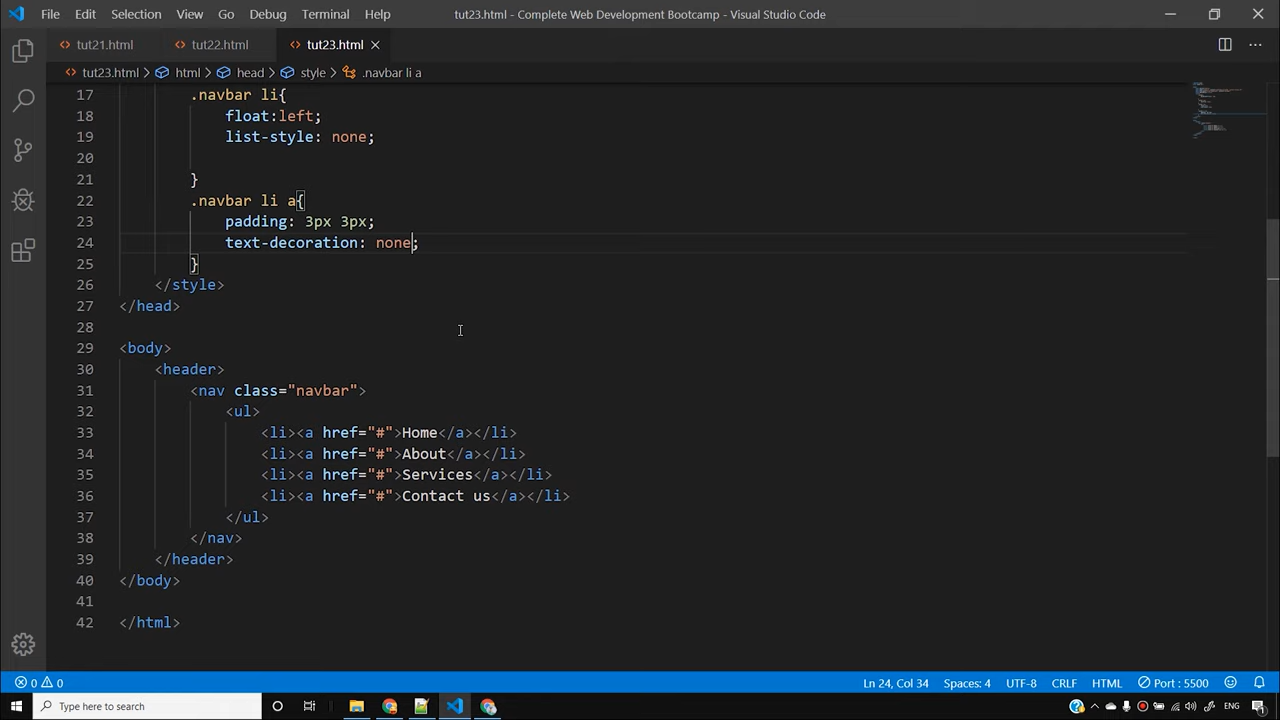 File Edit Selection View Go Debug Terminal Help tut23.html - Complete Web Development Bootcamp - Visual Studio Code
tut21.html tut22.html tut23.html
tut23.html > html > head > style > .navbar li a
17 .navbar li{
18 float:left;
19 list-style: none;
20
21 }
22 .navbar li a{
23 padding: 3px 3px;
24 text-decoration: none;
25 }
26 </style>
27 </head>
28
29 <body>
30 <header>
31 <nav class="navbar">
32 <ul>
33 <li><a href="#">Home</a></li>
34 <li><a href="#">About</a></li>
35 <li><a href="#">Services</a></li>
36 <li><a href="#">Contact us</a></li>
37 </ul>
38 </nav>
39 </header>
40 </body>
41
42 </html>
0 0 Ln 24, Col 34 Spaces: 4 UTF-8 CRLF HTML Port : 5500
Type here to search ENG